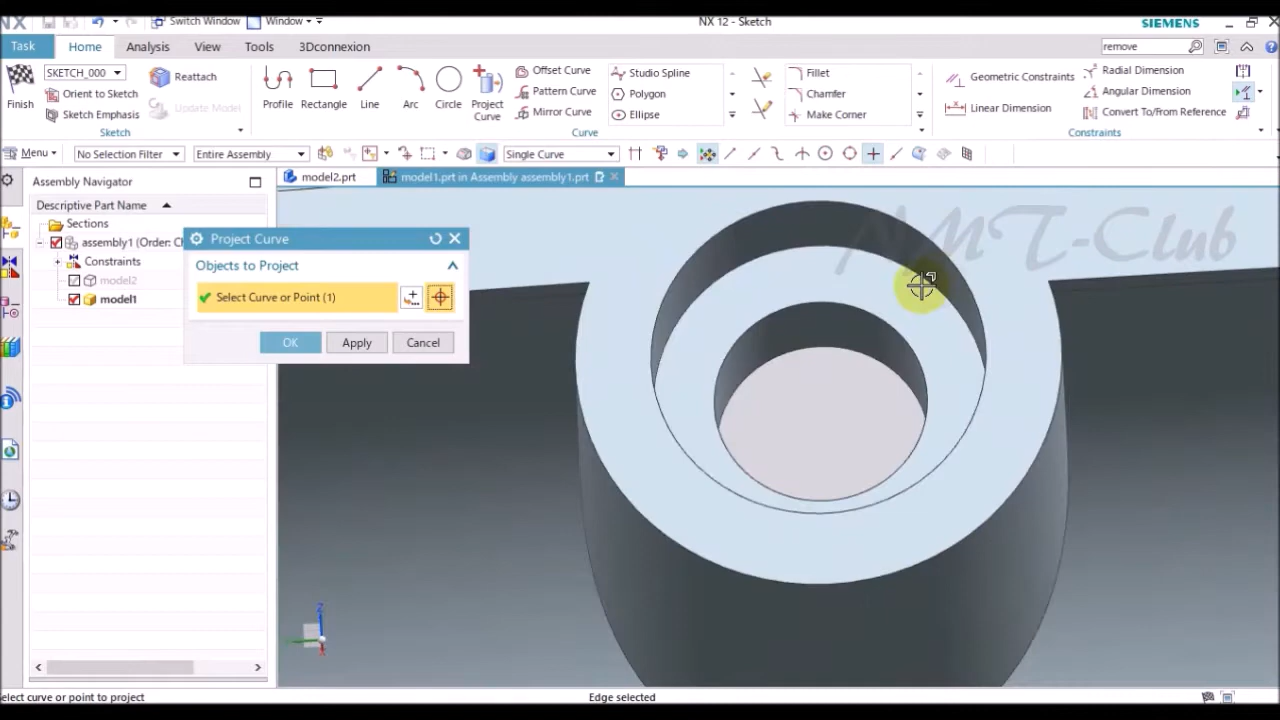 NX
Switch Window
Window
NX 12 - Sketch
SIEMENS
Task
Home
Analysis
View
Tools
3Dconnexion
remove
Finish
SKETCH_000
Orient to Sketch
Sketch Emphasis
Reattach
Update Model
Sketch
Profile
Rectangle
Line
Arc
Circle
Project
Curve
Offset Curve
Pattern Curve
Mirror Curve
Studio Spline
Polygon
Ellipse
Fillet
Chamfer
Make Corner
Curve
Geometric Constraints
Linear Dimension
Radial Dimension
Angular Dimension
Convert To/From Reference
Constraints
Menu
No Selection Filter
Entire Assembly
Single Curve
Assembly Navigator
model2.prt
model1.prt in Assembly assembly1.prt
Descriptive Part Name
Sections
assembly1 (Order: Ch
Constraints
model2
model1
Project Curve
Objects to Project
Select Curve or Point (1)
OK
Apply
Cancel
NMT-Club
Z
elect curve or point to project
Edge selected